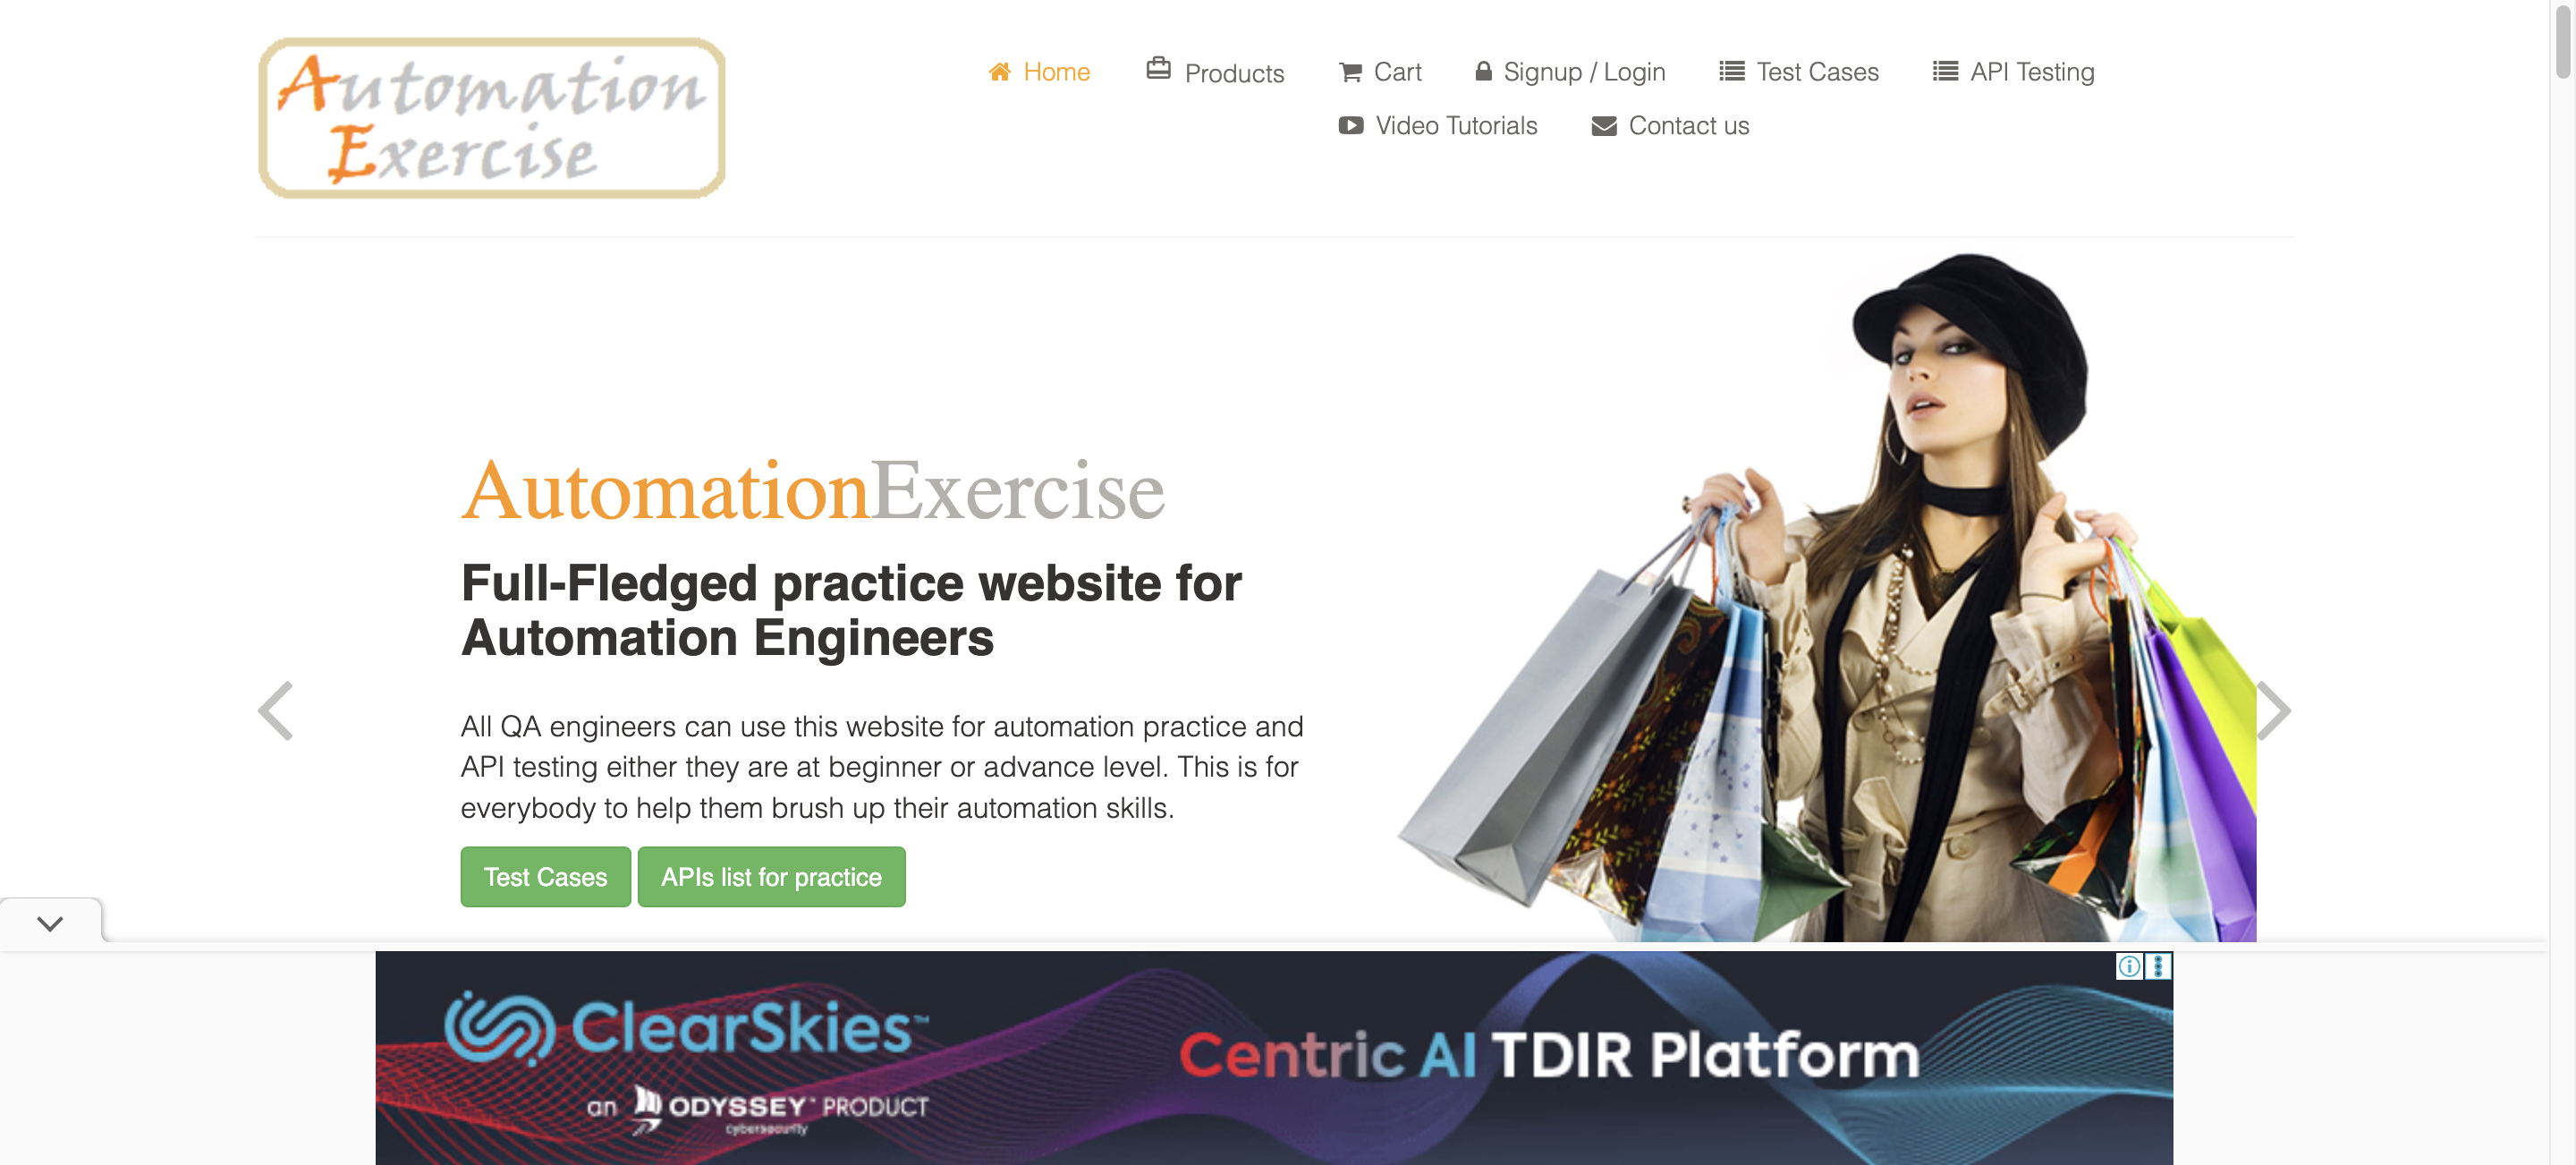 Automation
Exercise
Home Products Cart Signup / Login Test Cases API Testing
Video Tutorials Contact us
AutomationExercise
Full-Fledged practice website for
Automation Engineers
All QA engineers can use this website for automation practice and
API testing either they are at beginner or advance level. This is for
everybody to help them brush up their automation skills.
Test Cases APIs list for practice
ClearSkies™
an ODYSSEY™ PRODUCT
cybersecurity
Centric AI TDIR Platform